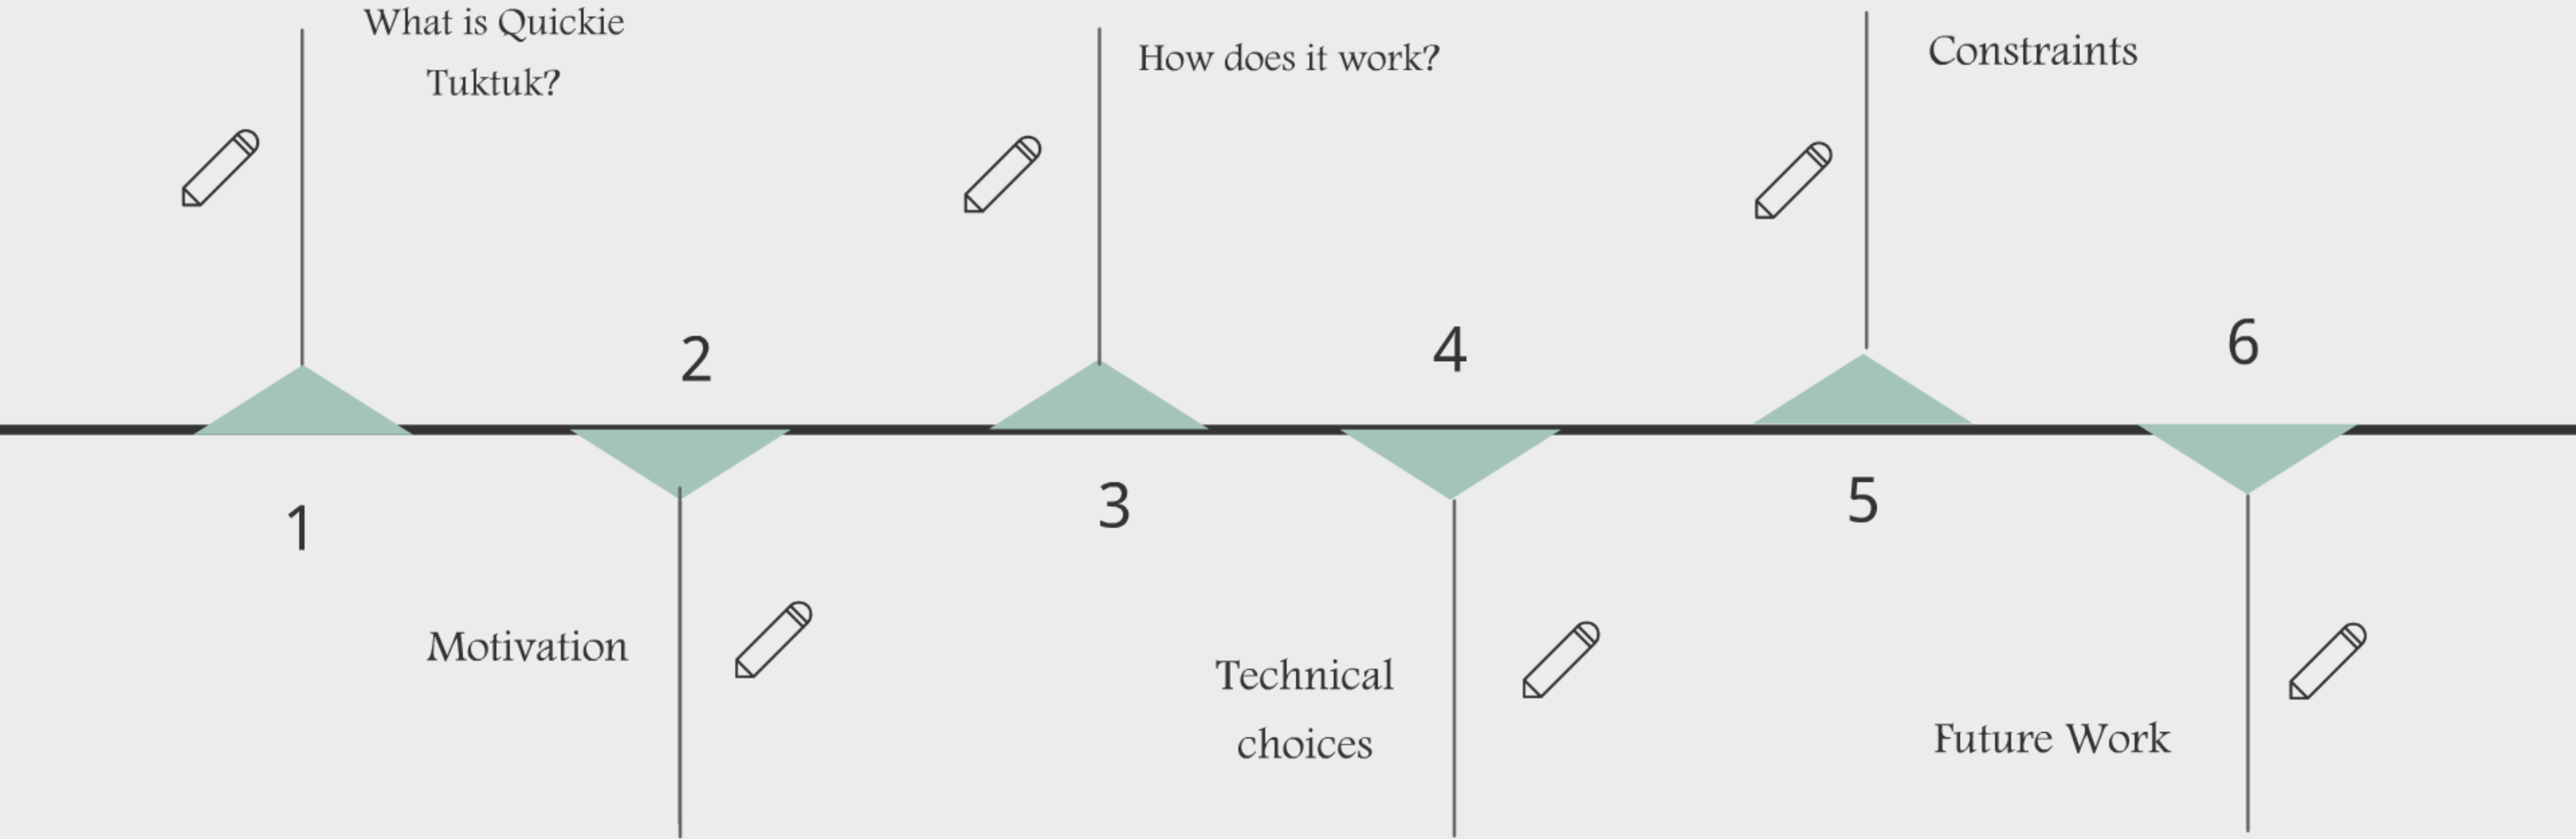 What is Quickie
Tuktuk?
1
2
Motivation
How does it work?
3
4
Technical
choices
Constraints
5
6
Future Work